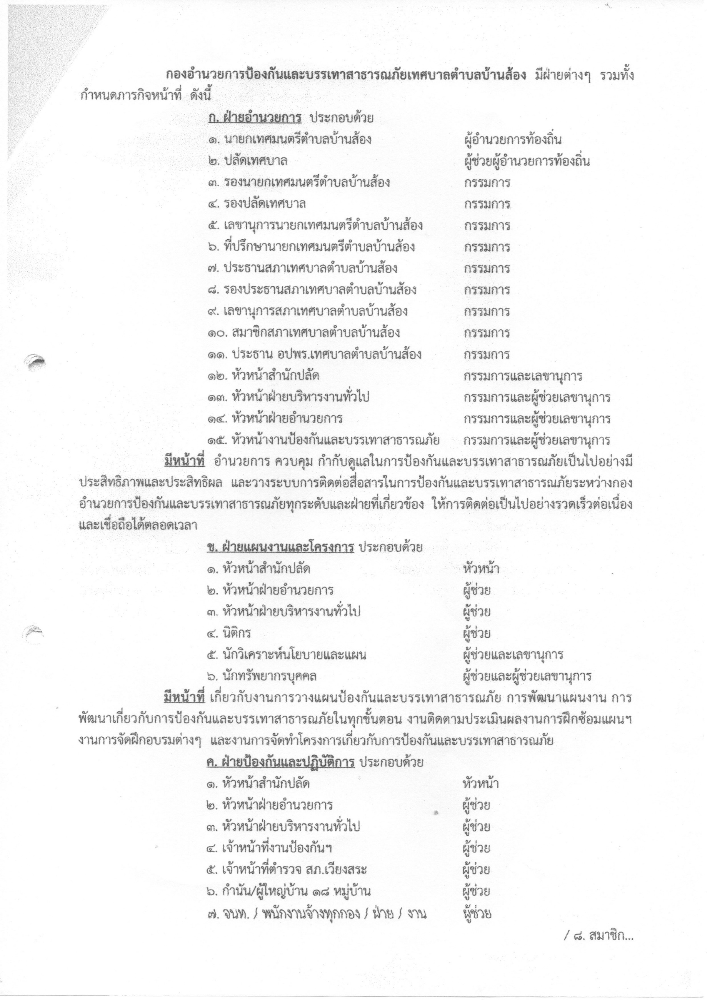 กองอำนวยการป้องกันและบรรเทาสาธารณภัยเทศบาลตำบลบ้านส้อง มีฝ่ายต่างๆ รวมทั้ง
กำหนดภารกิจหน้าที่ ดังนี้
ก. ฝ่ายอำนวยการ ประกอบด้วย
๑. นายกเทศมนตรีตำบลบ้านส้อง ผู้อำนวยการท้องถิ่น
๒. ปลัดเทศบาล ผู้ช่วยผู้อำนวยการท้องถิ่น
๓. รองนายกเทศมนตรีตำบลบ้านส้อง กรรมการ
๔. รองปลัดเทศบาล กรรมการ
๕. เลขานุการนายกเทศมนตรีตำบลบ้านส้อง กรรมการ
๖. ที่ปรึกษานายกเทศมนตรีตำบลบ้านส้อง กรรมการ
๗. ประธานสภาเทศบาลตำบลบ้านส้อง กรรมการ
๘. รองประธานสภาเทศบาลตำบลบ้านส้อง กรรมการ
๙. เลขานุการสภาเทศบาลตำบลบ้านส้อง กรรมการ
๑๐. สมาชิกสภาเทศบาลตำบลบ้านส้อง กรรมการ
๑๑. ประธาน อปพร.เทศบาลตำบลบ้านส้อง กรรมการ
๑๒. หัวหน้าสำนักปลัด กรรมการและเลขานุการ
๑๓. หัวหน้าฝ่ายบริหารงานทั่วไป กรรมการและผู้ช่วยเลขานุการ
๑๔. หัวหน้าฝ่ายอำนวยการ กรรมการและผู้ช่วยเลขานุการ
๑๕. หัวหน้างานป้องกันและบรรเทาสาธารณภัย กรรมการและผู้ช่วยเลขานุการ
มีหน้าที่ อำนวยการ ควบคุม กำกับดูแลในการป้องกันและบรรเทาสาธารณภัยเป็นไปอย่างมี
ประสิทธิภาพและประสิทธิผล และวางระบบการติดต่อสื่อสารในการป้องกันและบรรเทาสาธารณภัยระหว่างกอง
อำนวยการป้องกันและบรรเทาสาธารณภัยทุกระดับและฝ่ายที่เกี่ยวข้อง ให้การติดต่อเป็นไปอย่างรวดเร็วต่อเนื่อง
และเชื่อถือได้ตลอดเวลา
ข. ฝ่ายแผนงานและโครงการ ประกอบด้วย
๑. หัวหน้าสำนักปลัด หัวหน้า
๒. หัวหน้าฝ่ายอำนวยการ ผู้ช่วย
๓. หัวหน้าฝ่ายบริหารงานทั่วไป ผู้ช่วย
๔. นิติกร ผู้ช่วย
๕. นักวิเคราะห์นโยบายและแผน ผู้ช่วยและเลขานุการ
๖. นักทรัพยากรบุคคล ผู้ช่วยและผู้ช่วยเลขานุการ
มีหน้าที่ เกี่ยวกับงานการวางแผนป้องกันและบรรเทาสาธารณภัย การพัฒนาแผนงาน การ
พัฒนาเกี่ยวกับการป้องกันและบรรเทาสาธารณภัยในทุกขั้นตอน งานติดตามประเมินผลงานการฝึกซ้อมแผนฯ
งานการจัดฝึกอบรมต่างๆ และงานการจัดทำโครงการเกี่ยวกับการป้องกันและบรรเทาสาธารณภัย
ค. ฝ่ายป้องกันและปฏิบัติการ ประกอบด้วย
๑. หัวหน้าสำนักปลัด หัวหน้า
๒. หัวหน้าฝ่ายอำนวยการ ผู้ช่วย
๓. หัวหน้าฝ่ายบริหารงานทั่วไป ผู้ช่วย
๔. เจ้าหน้าที่งานป้องกันฯ ผู้ช่วย
๕. เจ้าหน้าที่ตำรวจ สภ.เวียงสระ ผู้ช่วย
๖. กำนัน/ผู้ใหญ่บ้าน ๑๘ หมู่บ้าน ผู้ช่วย
๗. จนท. / พนักงานจ้างทุกกอง / ฝ่าย / งาน ผู้ช่วย
/ ๘. สมาชิก...